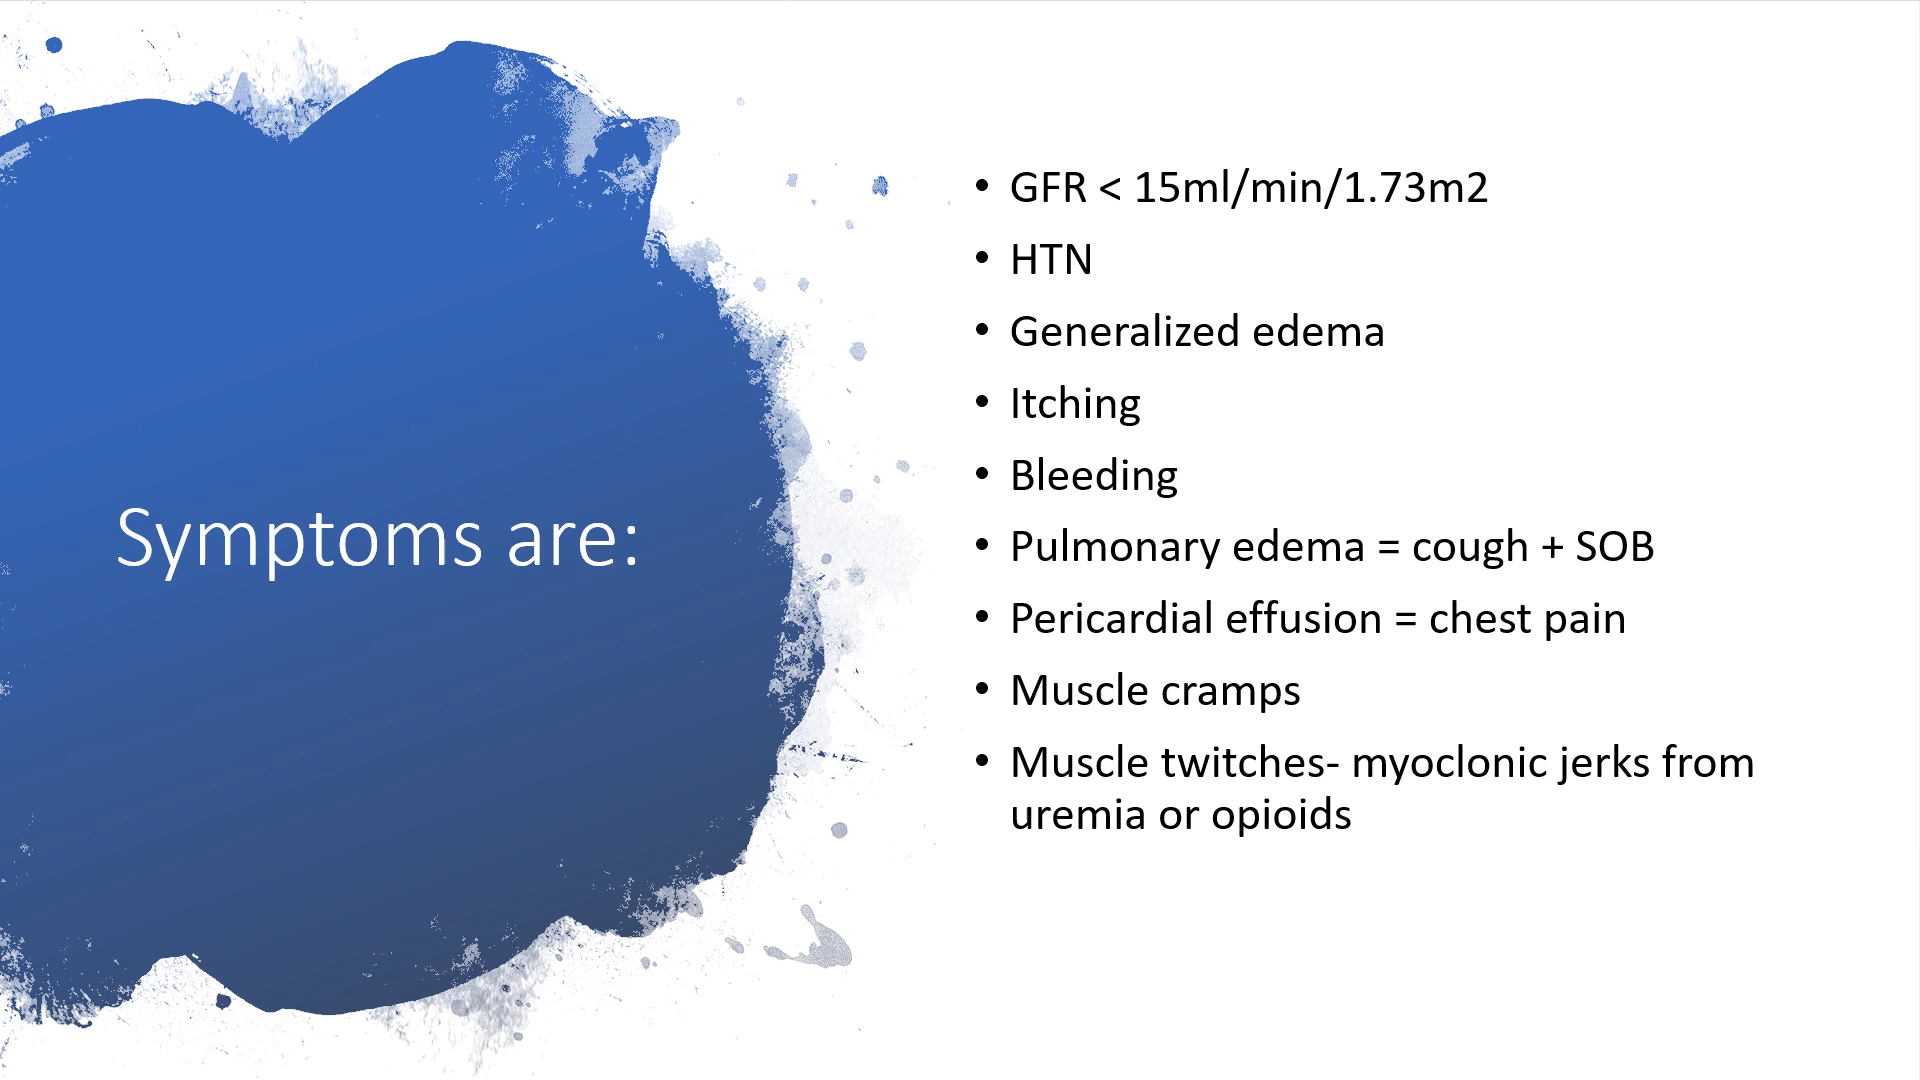 Symptoms are:
• GFR < 15ml/min/1.73m2
• HTN
• Generalized edema
• Itching
• Bleeding
• Pulmonary edema = cough + SOB
• Pericardial effusion = chest pain
• Muscle cramps
• Muscle twitches- myoclonic jerks from
uremia or opioids